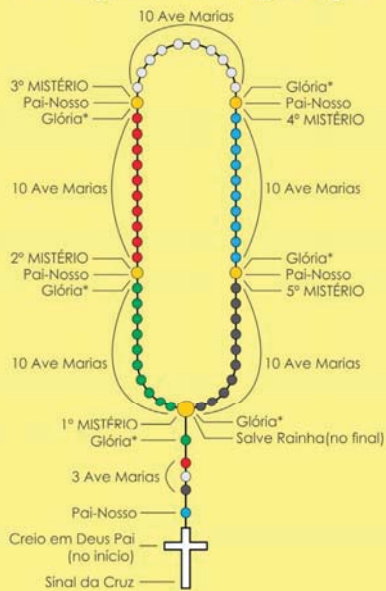 10 Ave Marias
3º MISTÉRIO
Pai-Nosso
Glória*
Glória*
Pai-Nosso
4º MISTÉRIO
10 Ave Marias
10 Ave Marias
2º MISTÉRIO
Pai-Nosso
Glória*
Glória*
Pai-Nosso
5º MISTÉRIO
10 Ave Marias
10 Ave Marias
1º MISTÉRIO
Glória*
Glória*
Salve Rainha(no final)
3 Ave Marias
Pai-Nosso
Creio em Deus Pai
(no início)
Sinal da Cruz